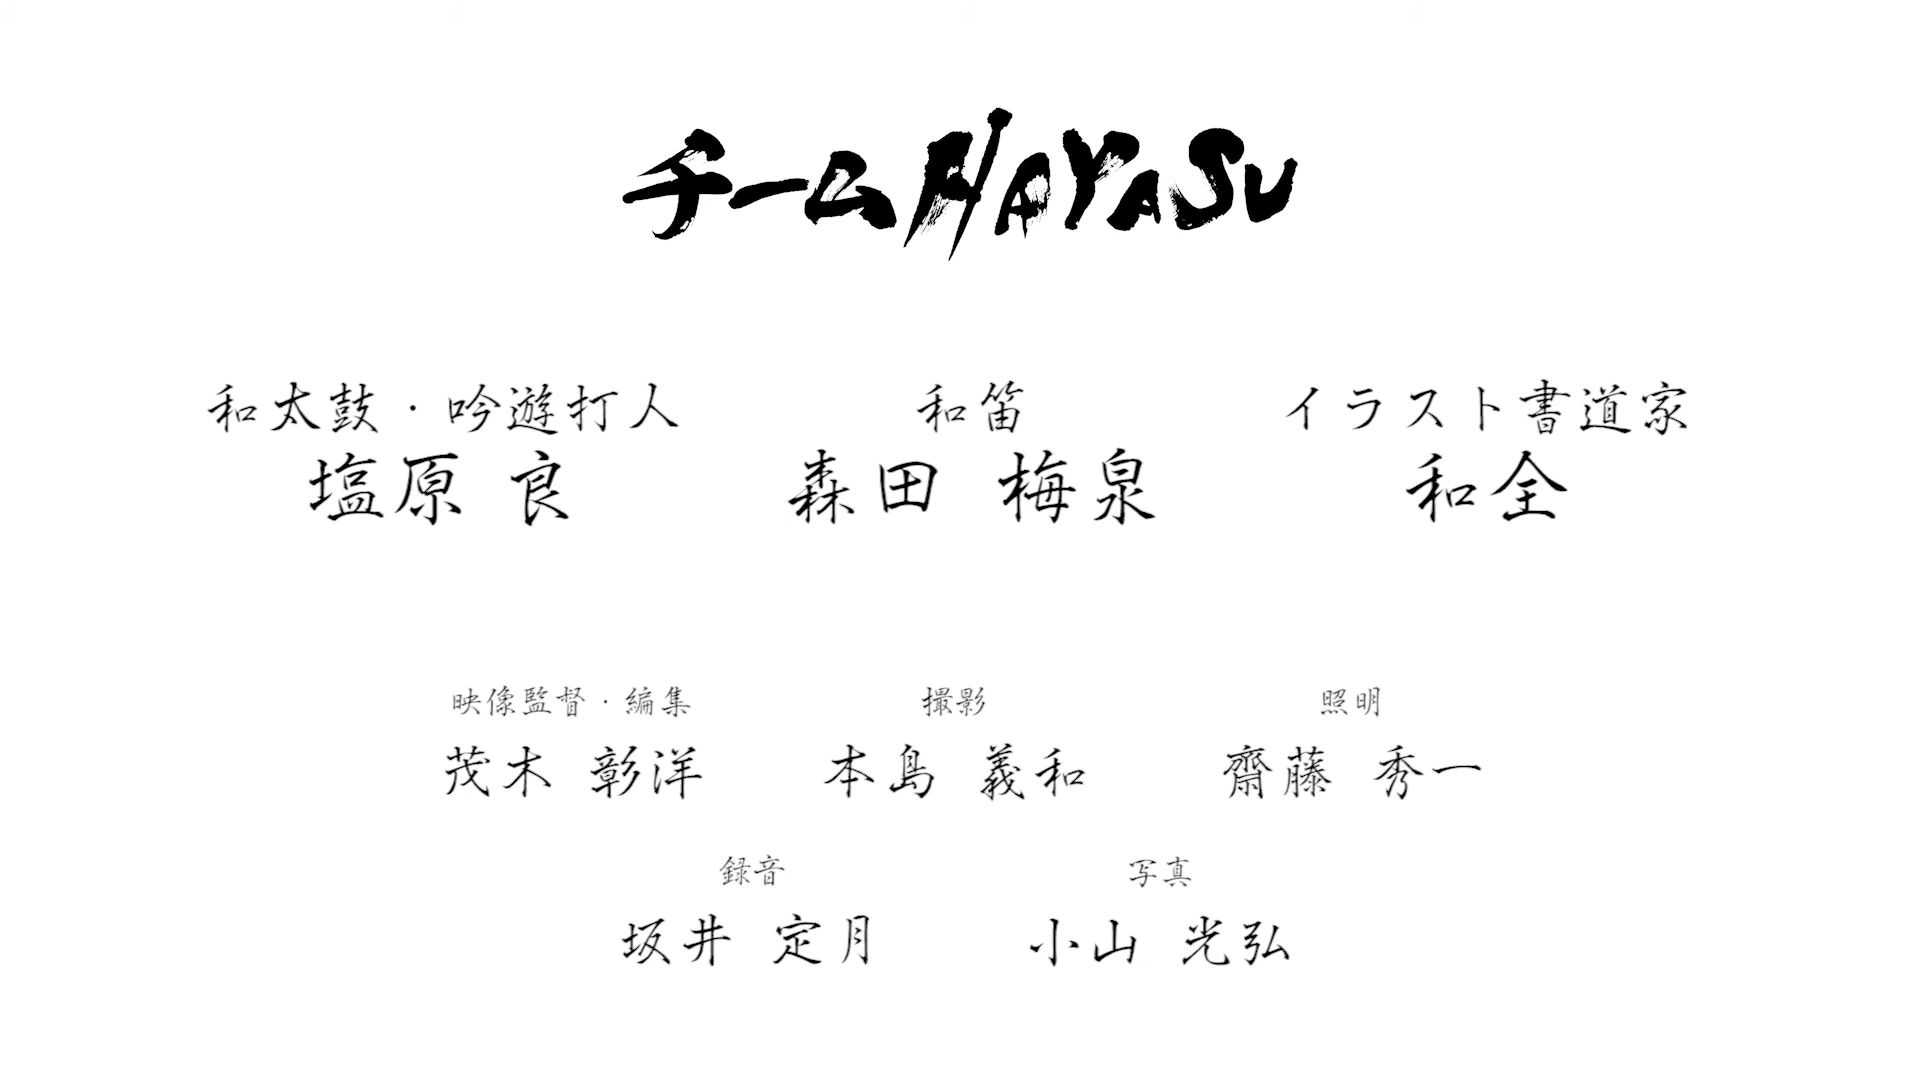 チームHAYASU
和太鼓・吟遊打人 和笛 イラスト書道家
塩原 良 森田 梅泉 和全
映像監督・編集 撮影 照明
茂木 彰洋 本島 義和 齋藤 秀一
録音 写真
坂井 定月 小山 光弘